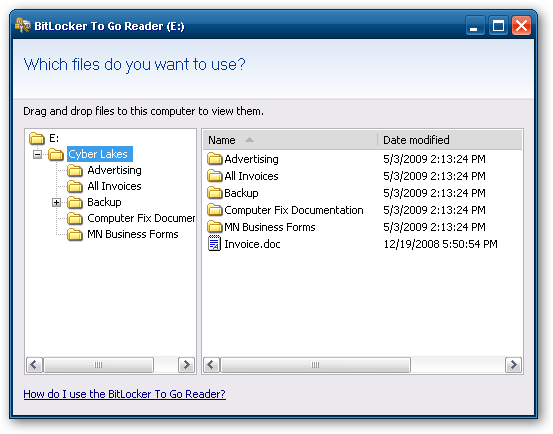 BitLocker To Go Reader (E:)
Which files do you want to use?
Drag and drop files to this computer to view them.
E:
Cyber Lakes
Advertising
All Invoices
Backup
Computer Fix Documen
MN Business Forms
Name Date modified
Advertising 5/3/2009 2:13:24 PM
All Invoices 5/3/2009 2:13:24 PM
Backup 5/3/2009 2:13:24 PM
Computer Fix Documentation 5/3/2009 2:13:24 PM
MN Business Forms 5/3/2009 2:13:24 PM
Invoice.doc 12/19/2008 5:50:54 PM
How do I use the BitLocker To Go Reader?